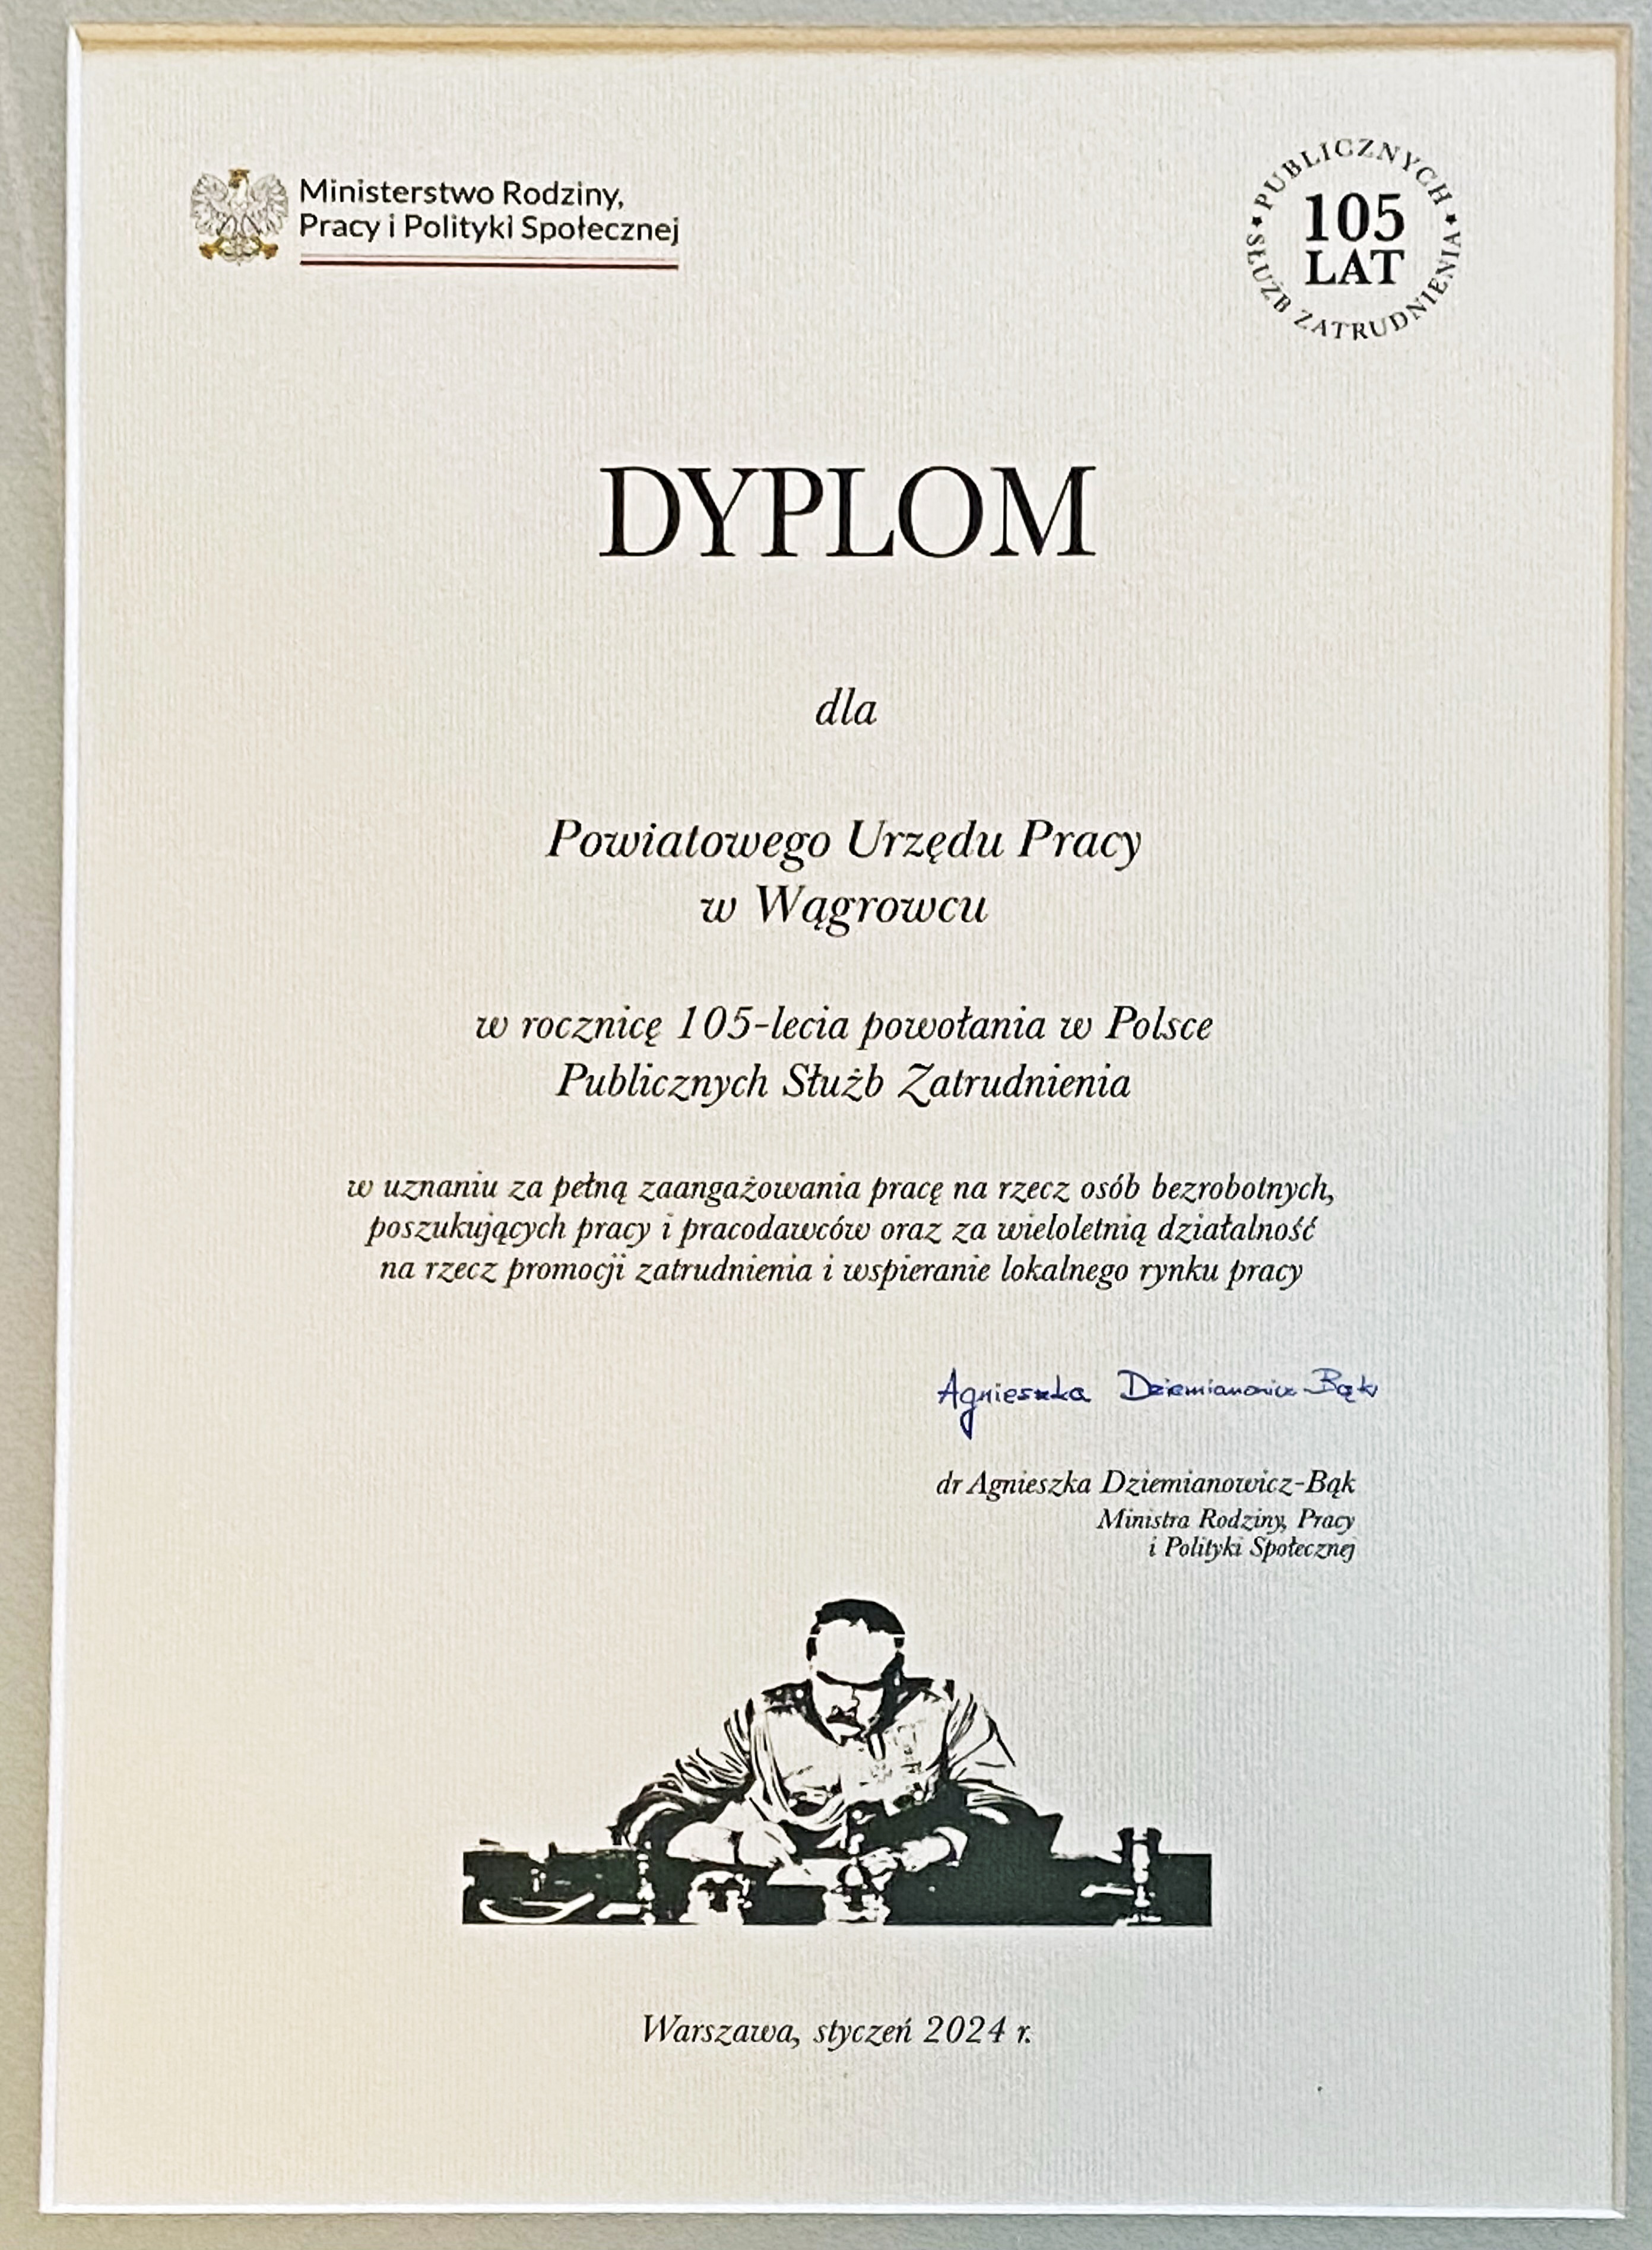 Ministerstwo Rodziny,
Pracy i Polityki Społecznej
PUBLICZNYCH
105
LAT
SŁUŻB ZATRUDNIENIA
DYPLOM
dla
Powiatowego Urzędu Pracy
w Wągrowcu
w rocznicę 105-lecia powołania w Polsce
Publicznych Służb Zatrudnienia
w uznaniu za pełną zaangażowania pracę na rzecz osób bezrobotnych,
poszukujących pracy i pracodawców oraz za wieloletnią działalność
na rzecz promocji zatrudnienia i wspieranie lokalnego rynku pracy
Agnieszka Dziemianowicz-Bąk
dr Agnieszka Dziemianowicz-Bąk
Ministra Rodziny, Pracy
i Polityki Społecznej
Warszawa, styczeń 2024 r.